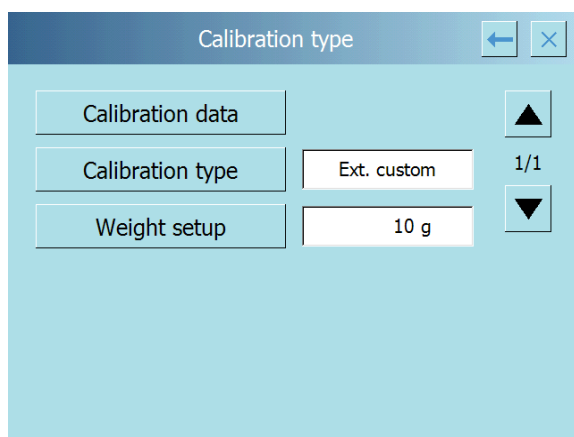 Calibration type
Calibration data
Calibration type Ext. custom 1/1
Weight setup 10 g